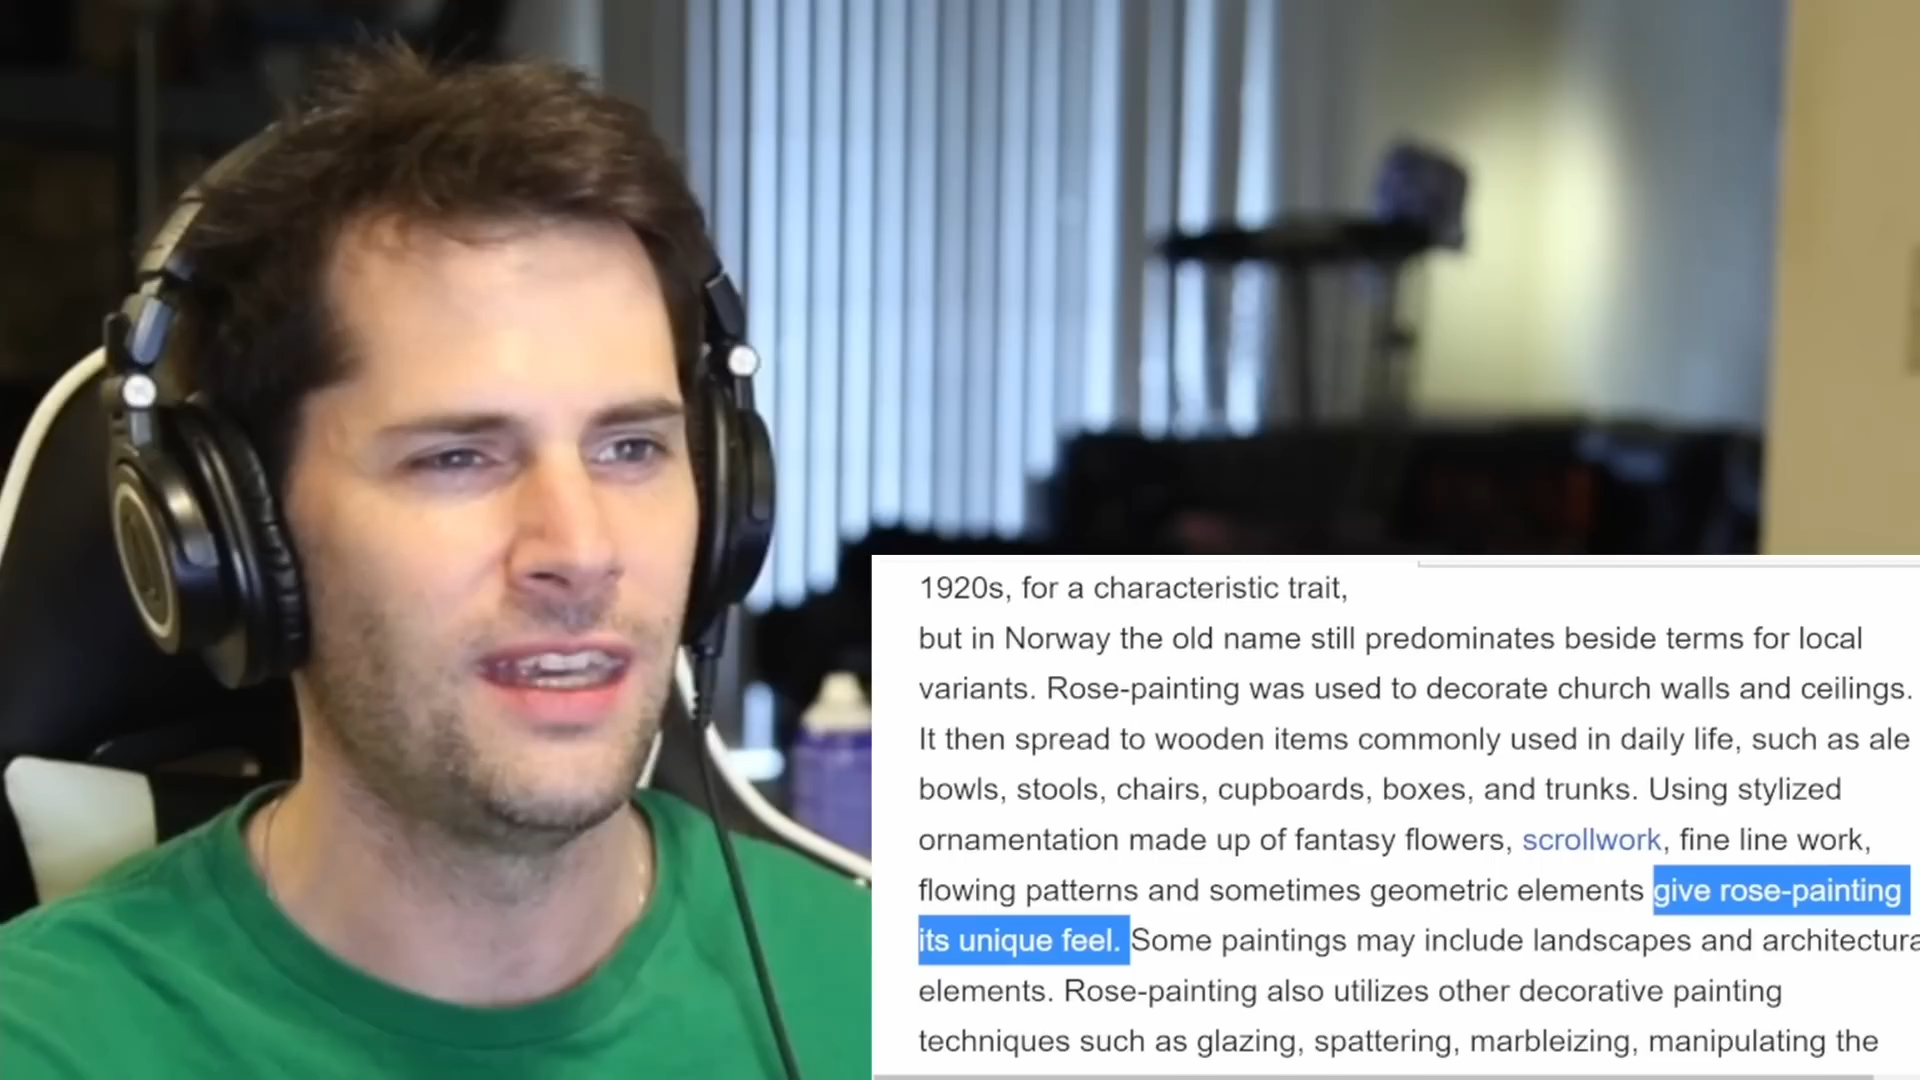 1920s, for a characteristic trait,
but in Norway the old name still predominates beside terms for local
variants. Rose-painting was used to decorate church walls and ceilings.
It then spread to wooden items commonly used in daily life, such as ale
bowls, stools, chairs, cupboards, boxes, and trunks. Using stylized
ornamentation made up of fantasy flowers, scrollwork, fine line work,
flowing patterns and sometimes geometric elements give rose-painting
its unique feel. Some paintings may include landscapes and architectura
elements. Rose-painting also utilizes other decorative painting
techniques such as glazing, spattering, marbleizing, manipulating the